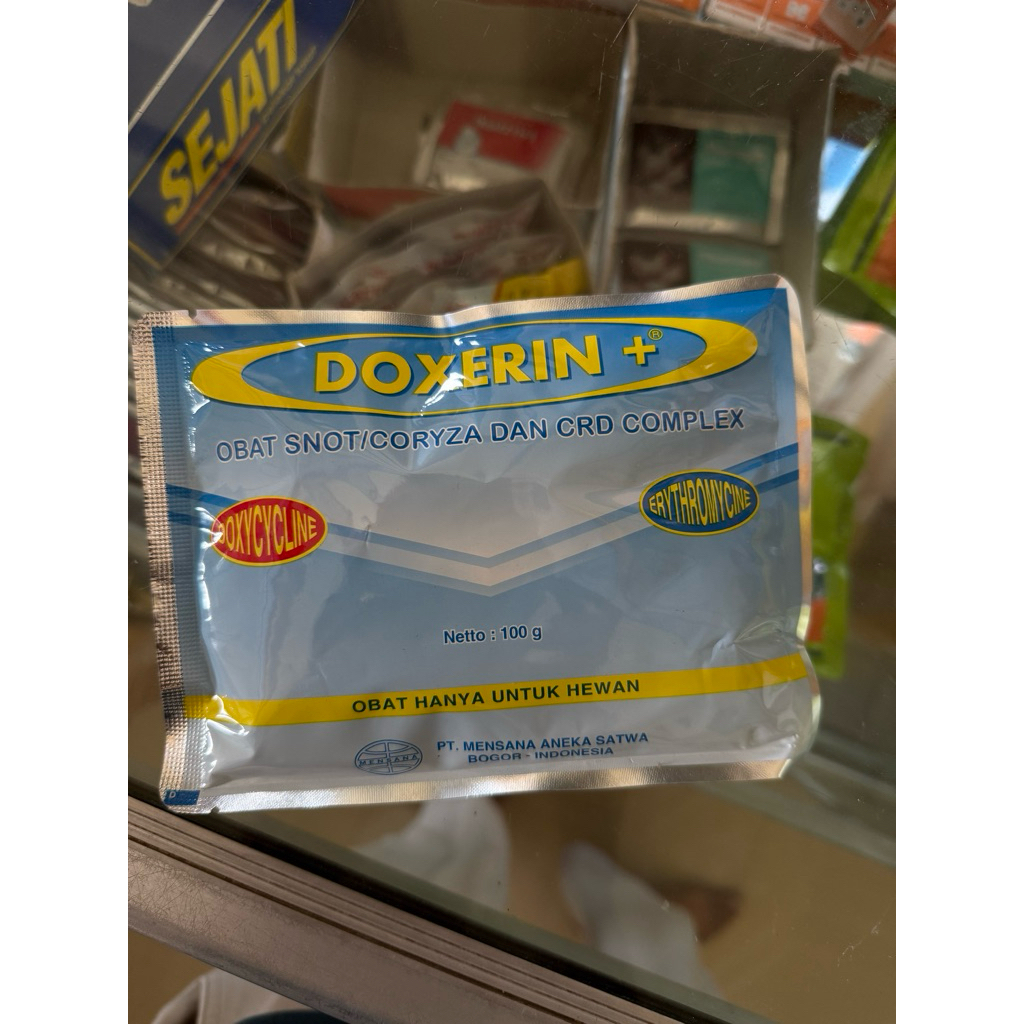 SEJATI
DOXERIN +®
OBAT SNOT/CORYZA DAN CRD COMPLEX
DOXYCYCLINE
ERYTHROMYCINE
Netto : 100 g
OBAT HANYA UNTUK HEWAN
MENSANA
PT. MENSANA ANEKA SATWA
BOGOR - INDONESIA